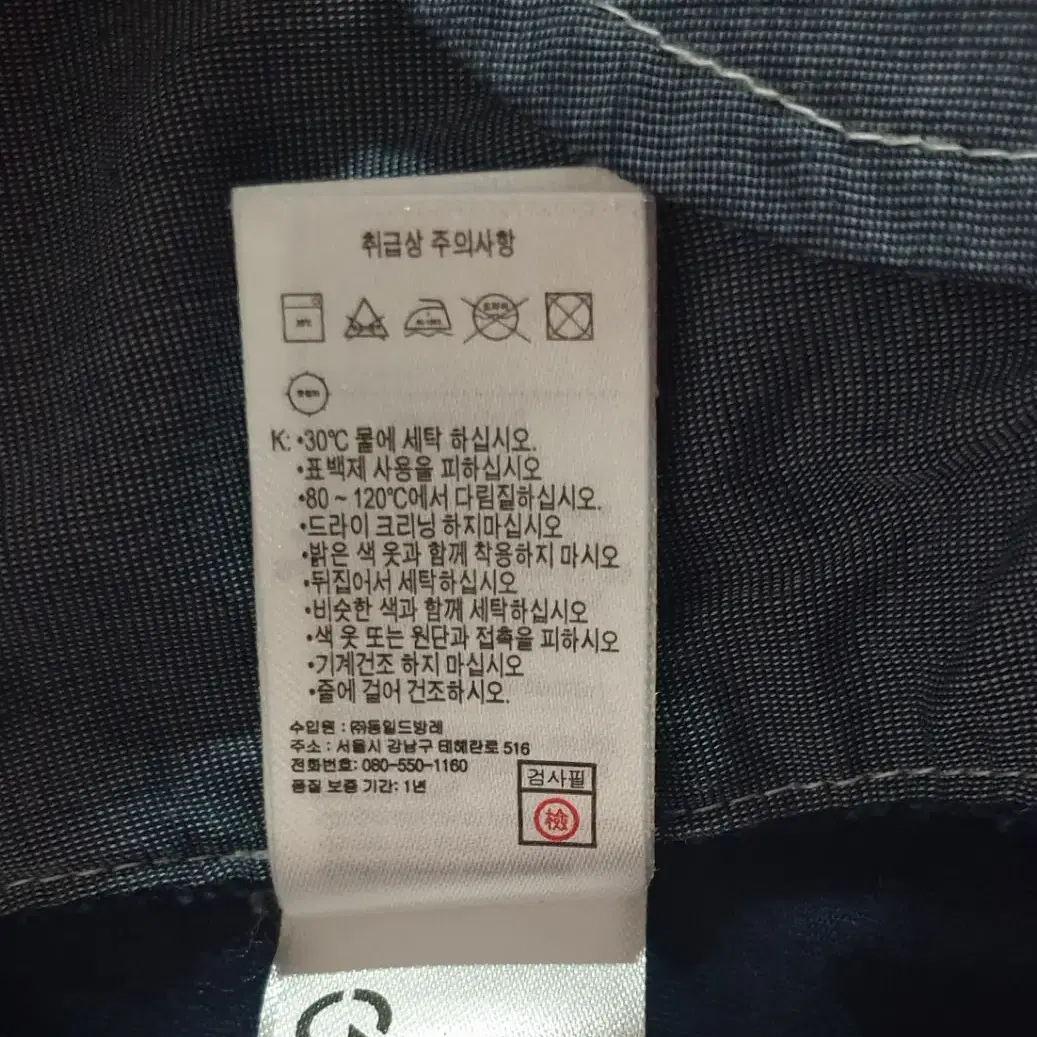 취급상 주의사항
K: •30℃ 물에 세탁 하십시오.
•표백제 사용을 피하십시오
•80 ~ 120℃에서 다림질하십시오.
•드라이 크리닝 하지마십시오
•밝은 색 옷과 함께 착용하지 마시오
•뒤집어서 세탁하십시오
•비슷한 색과 함께 세탁하십시오
•색 옷 또는 원단과 접촉을 피하시오
•기계건조 하지 마십시오
•줄에 걸어 건조하시오.
수입원 : ㈜동일드방레
주소 : 서울시 강남구 테헤란로 516
전화번호: 080-550-1160
품질 보증 기간: 1년
검사필
檢